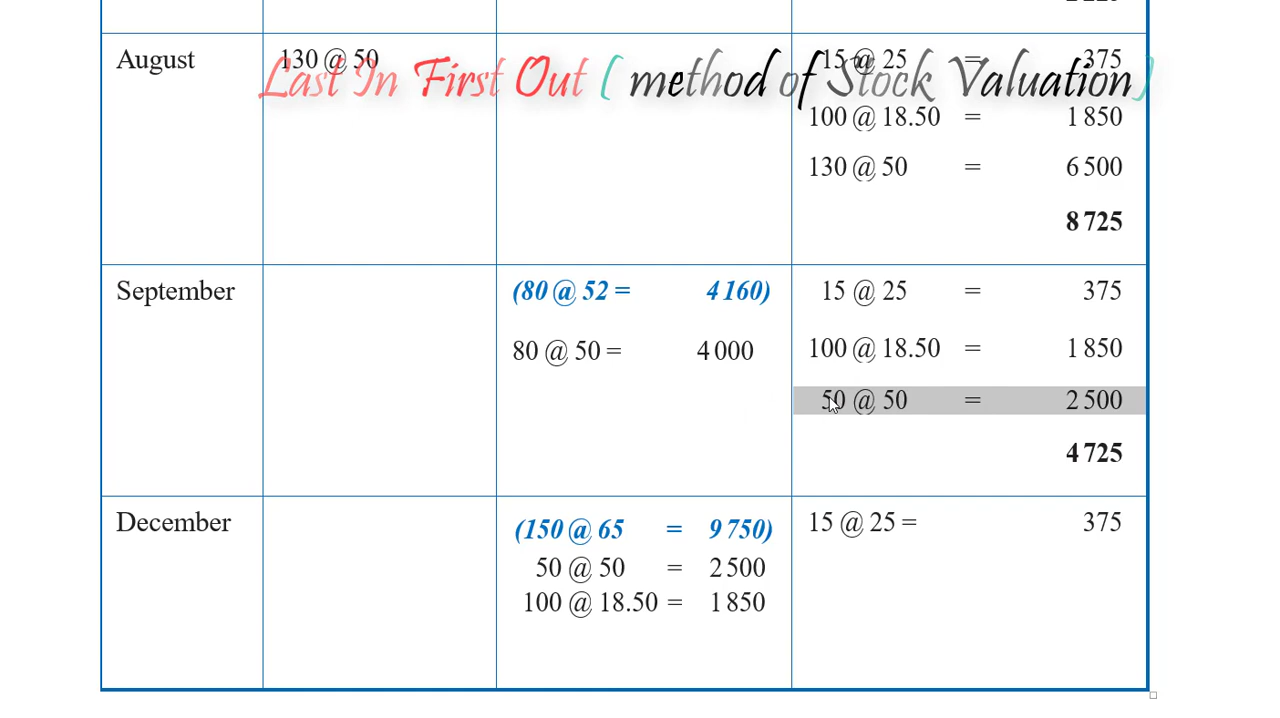 Last In First Out ( method of Stock Valuation )
August 130 @ 50 15 @ 25 = 375
100 @ 18.50 = 1 850
130 @ 50 = 6 500
8 725
September (80 @ 52 = 4 160) 15 @ 25 = 375
80 @ 50 = 4 000 100 @ 18.50 = 1 850
50 @ 50 = 2 500
4 725
December (150 @ 65 = 9 750) 15 @ 25 = 375
50 @ 50 = 2 500
100 @ 18.50 = 1 850